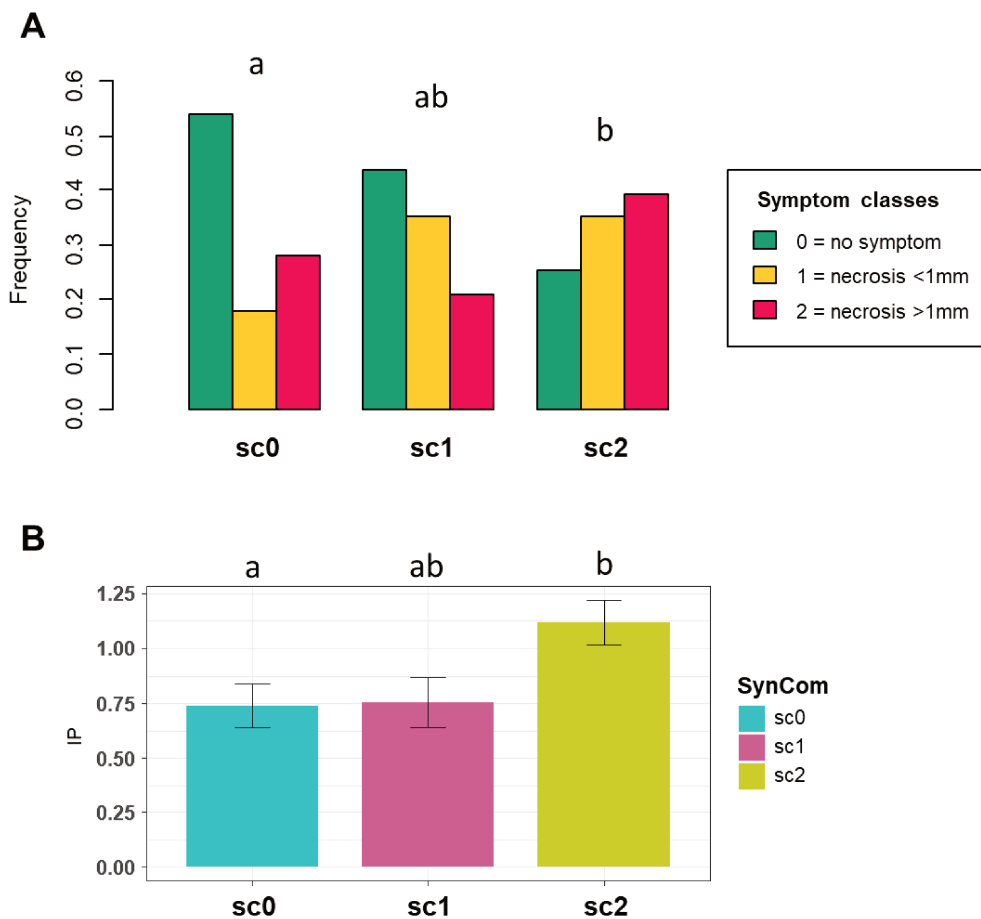 A
a
ab
b
Frequency
0.6
0.5
0.4
0.3
0.2
0.1
0.0
sc0
sc1
sc2
Symptom classes
0 = no symptom
1 = necrosis <1mm
2 = necrosis >1mm
B
a
ab
b
IP
1.25
1.00
0.75
0.50
0.25
0.00
sc0
sc1
sc2
SynCom
sc0
sc1
sc2